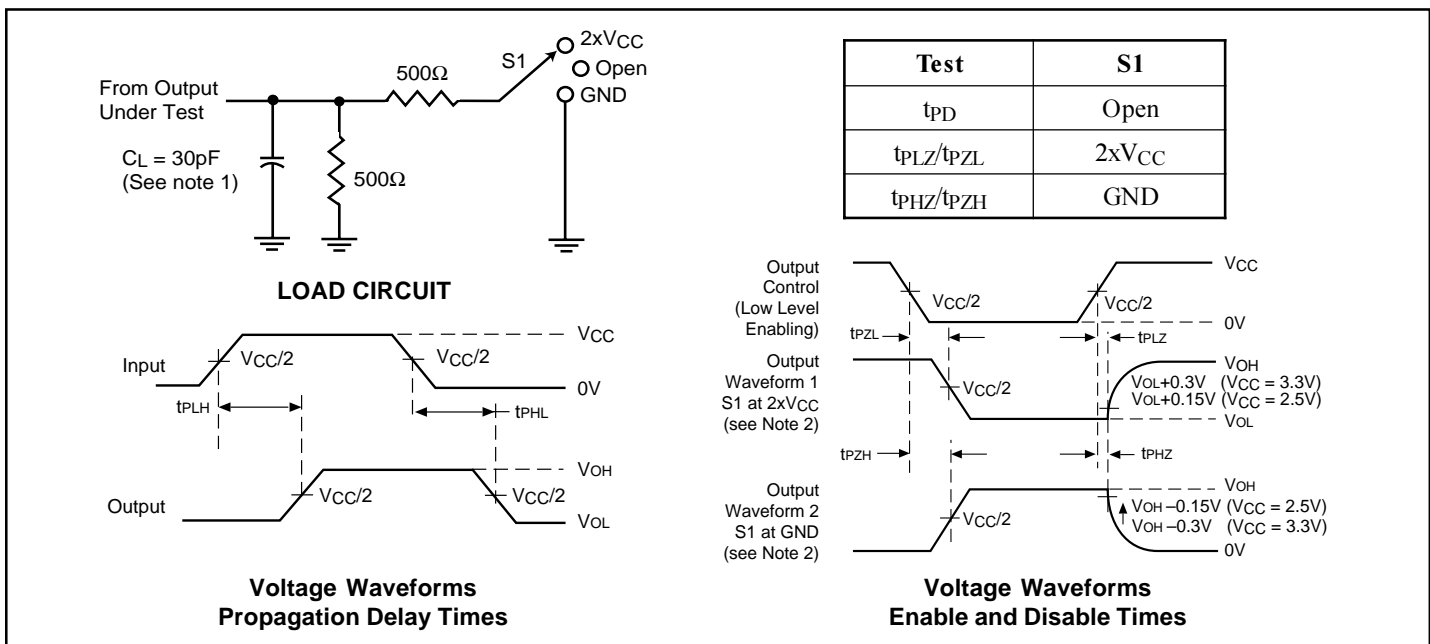 2xVCC
S1
Open
500Ω
GND
From Output
Under Test
CL = 30pF
(See note 1)
500Ω
LOAD CIRCUIT
Test S1
tPD Open
tPLZ/tPZL 2xVCC
tPHZ/tPZH GND
Input
VCC/2
VCC/2
VCC
0V
tPLH
tPHL
Output
VCC/2
VCC/2
VOH
VOL
Voltage Waveforms
Propagation Delay Times
Output
Control
(Low Level
Enabling)
VCC/2
VCC/2
VCC
0V
tPZL
tPLZ
Output
Waveform 1
S1 at 2xVCC
(see Note 2)
VCC/2
VOH
VOL+0.3V (VCC = 3.3V)
VOL+0.15V (VCC = 2.5V)
VOL
tPZH
tPHZ
Output
Waveform 2
S1 at GND
(see Note 2)
VCC/2
VOH
VOH –0.15V (VCC = 2.5V)
VOH –0.3V (VCC = 3.3V)
0V
Voltage Waveforms
Enable and Disable Times